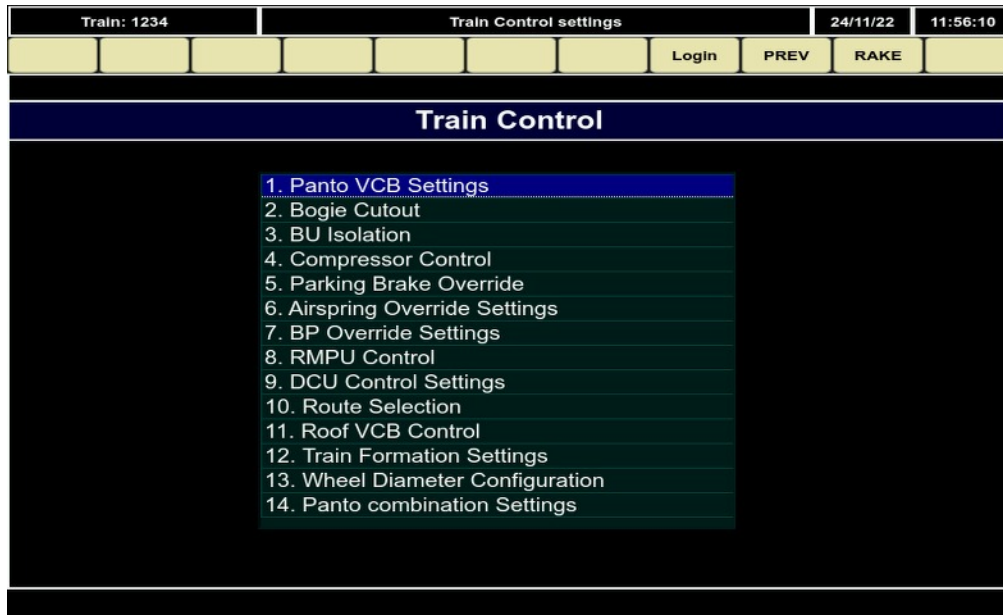 Train: 1234 Train Control settings 24/11/22 11:56:10
Login PREV RAKE
Train Control
1. Panto VCB Settings
2. Bogie Cutout
3. BU Isolation
4. Compressor Control
5. Parking Brake Override
6. Airspring Override Settings
7. BP Override Settings
8. RMPU Control
9. DCU Control Settings
10. Route Selection
11. Roof VCB Control
12. Train Formation Settings
13. Wheel Diameter Configuration
14. Panto combination Settings